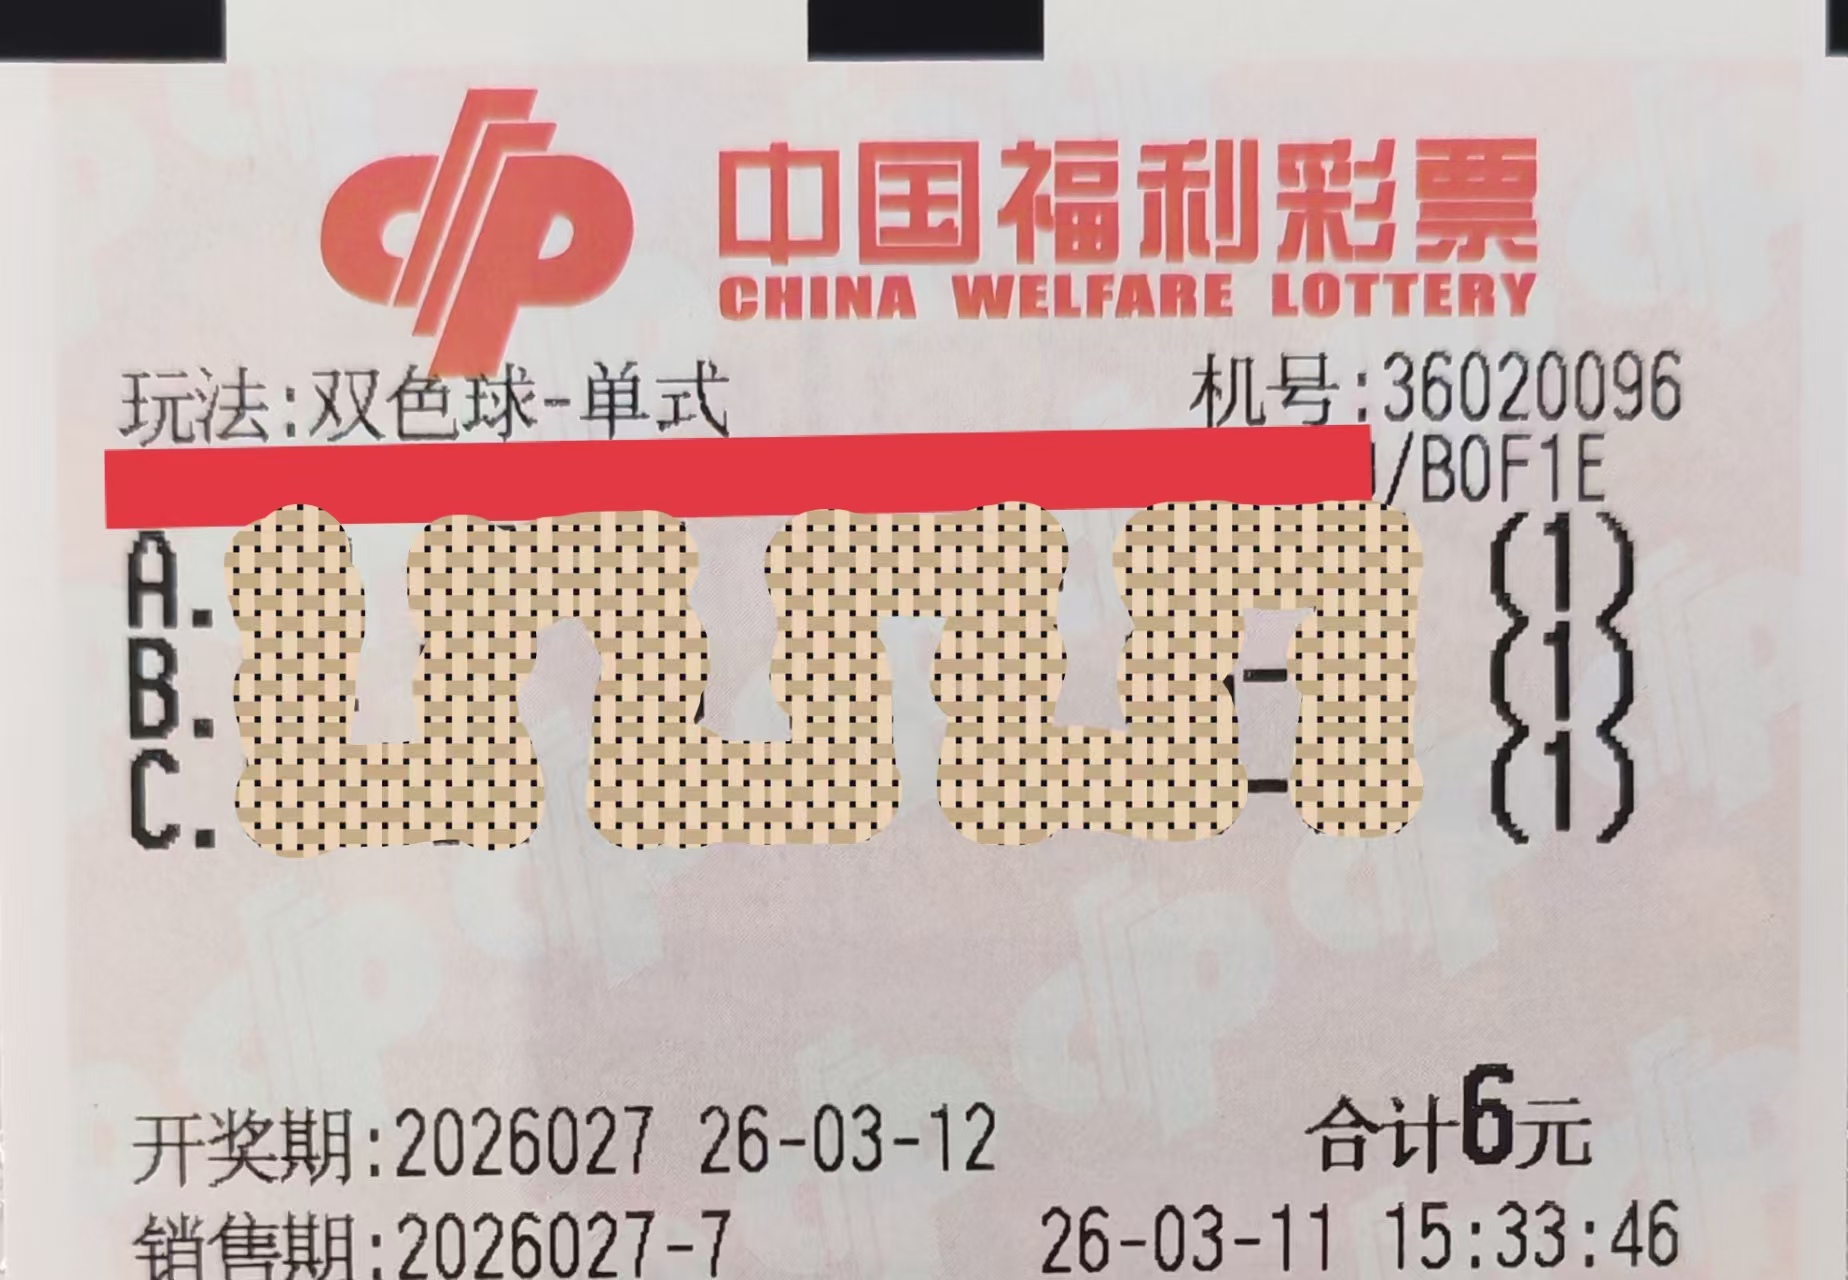 中国福利彩票
CHINA WELFARE LOTTERY
玩法:双色球-单式 机号:36020096
/B0F1E
A. (1)
B. - (1)
C. - (1)
开奖期:2026027 26-03-12 合计6元
销售期:2026027-7 26-03-11 15:33:46